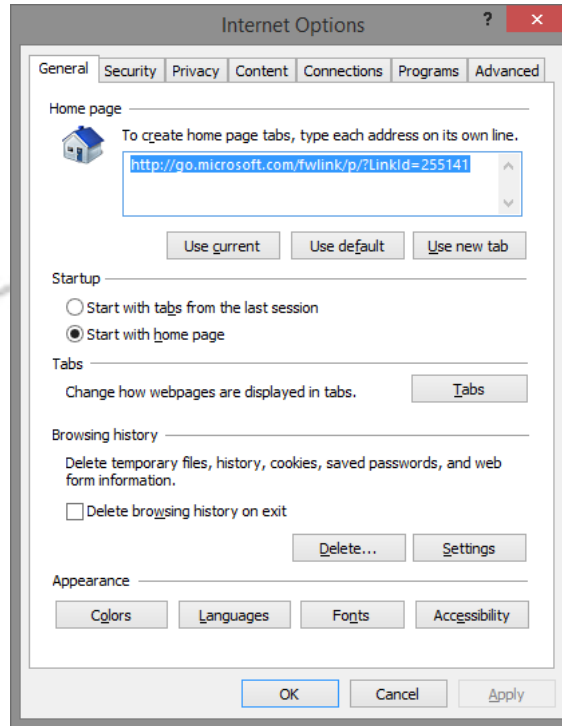 Internet Options ?
General Security Privacy Content Connections Programs Advanced
Home page
To create home page tabs, type each address on its own line.
http://go.microsoft.com/fwlink/p/?LinkId=255141
Use current Use default Use new tab
Startup
Start with tabs from the last session
Start with home page
Tabs
Change how webpages are displayed in tabs. Tabs
Browsing history
Delete temporary files, history, cookies, saved passwords, and web
form information.
Delete browsing history on exit
Delete... Settings
Appearance
Colors Languages Fonts Accessibility
OK Cancel Apply